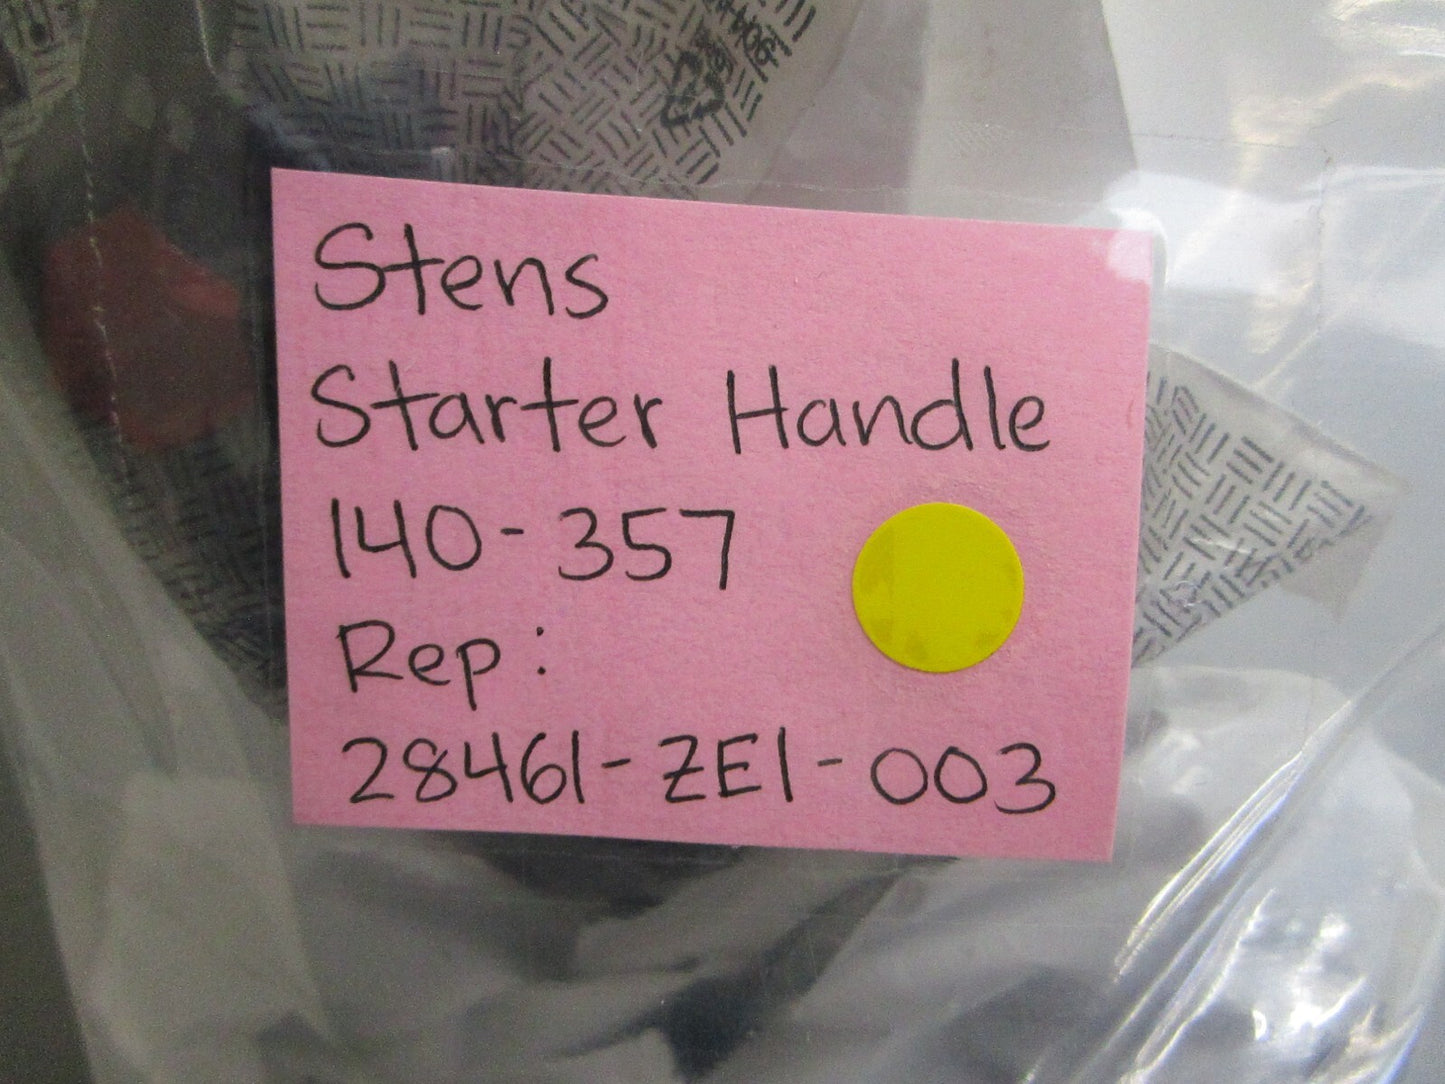 Stens
Starter Handle
140-357
Rep:
28461-ZE1-003